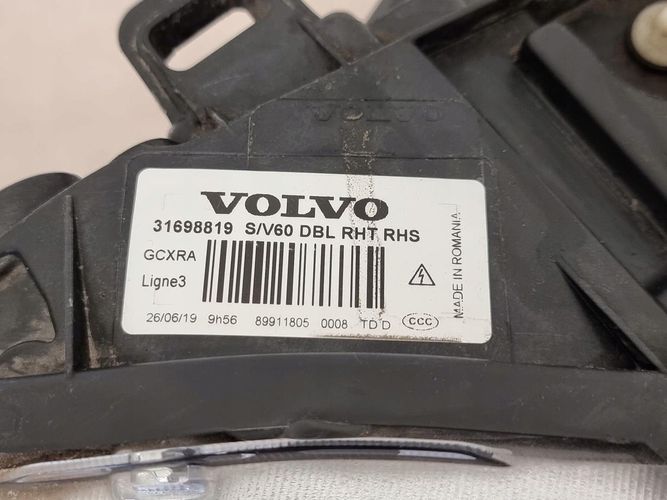 VOLVO
VOLVO
31698819 S/V60 DBL RHT RHS
GCXRA
Ligne3
26/06/19 9h56 89911805 0008 TD D CCC
MADE IN ROMANIA